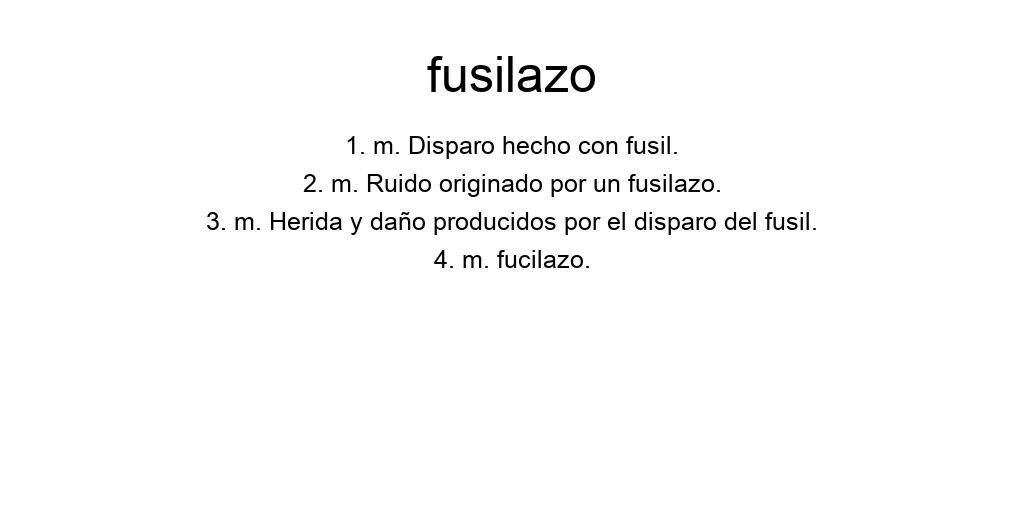 fusilazo
1. m. Disparo hecho con fusil.
2. m. Ruido originado por un fusilazo.
3. m. Herida y daño producidos por el disparo del fusil.
4. m. fucilazo.